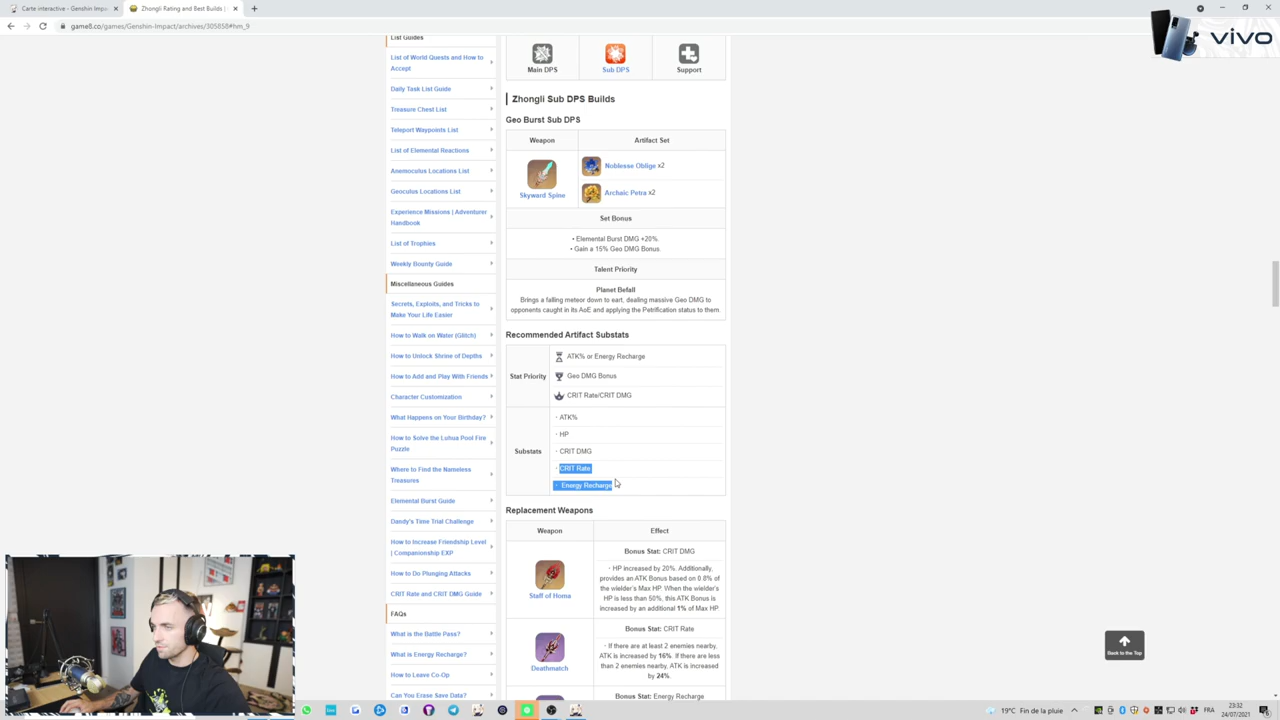 Carte interactive - Genshin Impa
Zhongli Rating and Best Builds |
game8.co/games/Genshin-Impact/archives/305858#hm_9
vivo
List Guides
List of World Quests and How to
Accept
Daily Task List Guide
Treasure Chest List
Teleport Waypoints List
List of Elemental Reactions
Anemoculus Locations List
Geoculus Locations List
Experience Missions | Adventurer
Handbook
List of Trophies
Weekly Bounty Guide
Miscellaneous Guides
Secrets, Exploits, and Tricks to
Make Your Life Easier
How to Walk on Water (Glitch)
How to Unlock Shrine of Depths
How to Add and Play With Friends
Character Customization
What Happens on Your Birthday?
How to Solve the Luhua Pool Fire
Puzzle
Where to Find the Nameless
Treasures
Elemental Burst Guide
Dandy's Time Trial Challenge
How to Increase Friendship Level
| Companionship EXP
How to Do Plunging Attacks
CRIT Rate and CRIT DMG Guide
FAQs
What is the Battle Pass?
What is Energy Recharge?
How to Leave Co-Op
Can You Erase Save Data?
Main DPS
Sub DPS
Support
Zhongli Sub DPS Builds
Geo Burst Sub DPS
Weapon
Artifact Set
Skyward Spine
Noblesse Oblige x2
Archaic Petra x2
Set Bonus
• Elemental Burst DMG +20%.
• Gain a 15% Geo DMG Bonus.
Talent Priority
Planet Befall
Brings a falling meteor down to eart, dealing massive Geo DMG to
opponents caught in its AoE and applying the Petrification status to them.
Recommended Artifact Substats
Stat Priority
ATK% or Energy Recharge
Geo DMG Bonus
CRIT Rate/CRIT DMG
Substats
· ATK%
· HP
· CRIT DMG
· CRIT Rate
· Energy Recharge
Replacement Weapons
Weapon
Effect
Staff of Homa
Bonus Stat: CRIT DMG
・HP increased by 20%. Additionally,
provides an ATK Bonus based on 0.8% of
the wielder's Max HP. When the wielder's
HP is less than 50%, this ATK Bonus is
increased by an additional 1% of Max HP
Deathmatch
Bonus Stat: CRIT Rate
・If there are at least 2 enemies nearby,
ATK is increased by 16%. If there are less
than 2 enemies nearby, ATK is increased
by 24%.
Bonus Stat: Energy Recharge
Back to the Top
19°C Fin de la pluie
FR
23:32
24/07/2021